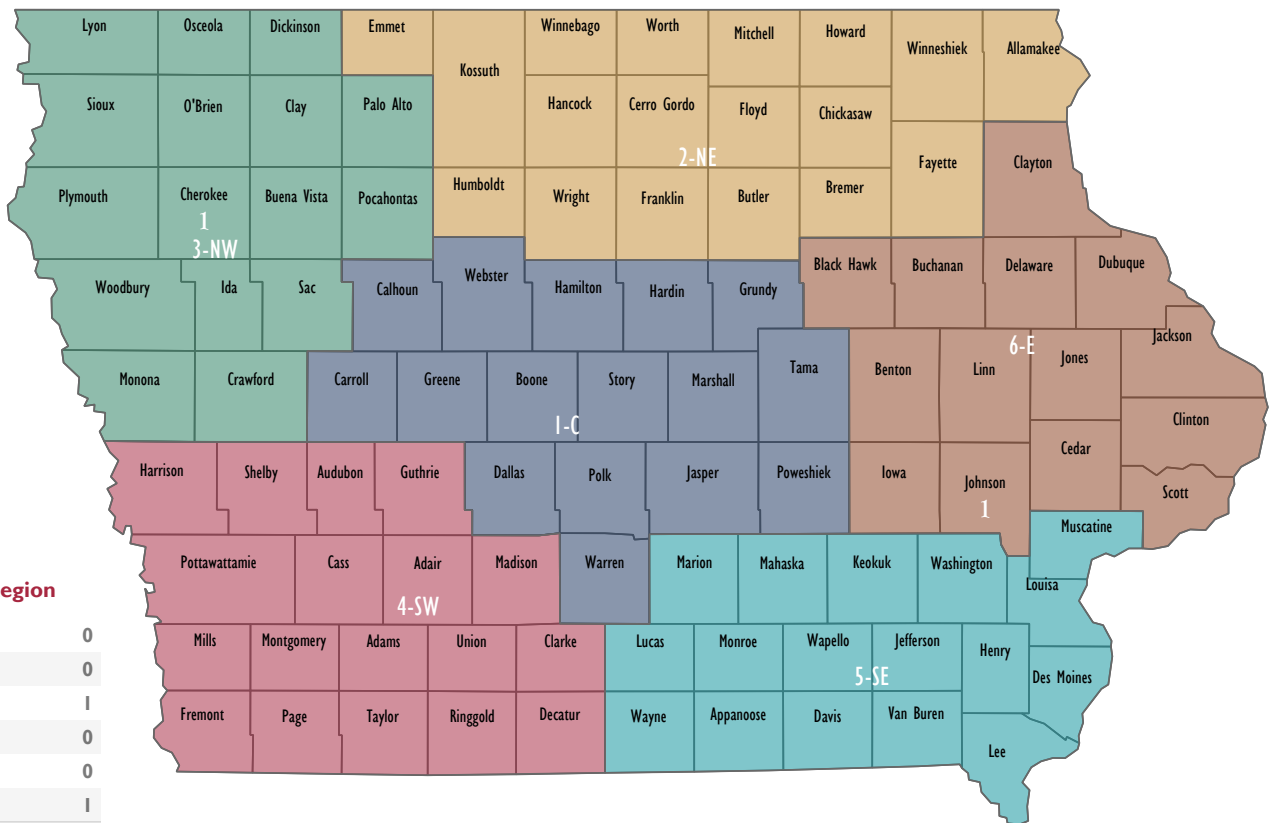 Lyon Osceola Dickinson Emmet Winnebago Worth Mitchell Howard
Kossuth Winneshiek Allamakee
Sioux O'Brien Clay Palo Alto Hancock Cerro Gordo Floyd Chickasaw
2-NE
Fayette Clayton
Plymouth Cherokee Buena Vista Pocahontas Humboldt Wright Franklin Butler Bremer
1
3-NW
Woodbury Ida Sac Calhoun Webster Hamilton Hardin Grundy Black Hawk Buchanan Delaware Dubuque
6-E
Jackson
Monona Crawford Carroll Greene Boone Story Marshall Tama Benton Linn Jones
1-C
Clinton
Harrison Shelby Audubon Guthrie Dallas Polk Jasper Poweshiek Iowa Johnson Cedar
1
Scott
Muscatine
Pottawattamie Cass Adair Madison Warren Marion Mahaska Keokuk Washington
Louisa
4-SW
egion
0
Mills Montgomery Adams Union Clarke Lucas Monroe Wapello Jefferson Henry
0
5-SE
Des Moines
1
Fremont Page Taylor Ringgold Decatur Wayne Appanoose Davis Van Buren
0
Lee
0
1